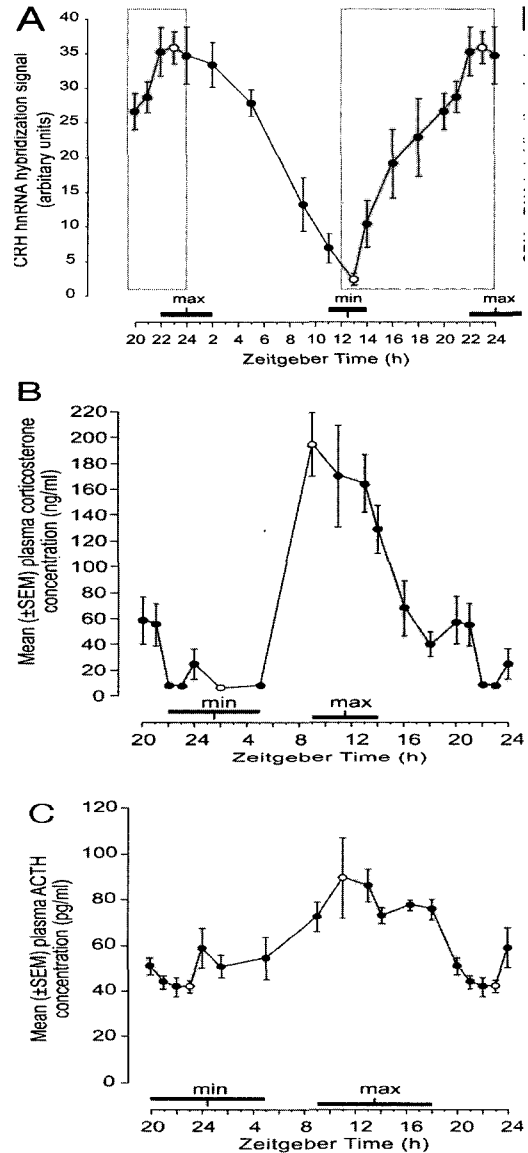 A
CRH hnRNA hybridization signal
(arbitary units)
40
35
30
25
20
15
10
5
0
max
min
max
20 22 24 2 4 6 8 10 12 14 16 18 20 22 24
Zeitgeber Time (h)
B
Mean (±SEM) plasma corticosterone
concentration (ng/ml)
220
200
180
160
140
120
100
80
60
40
20
0
min
max
20 24 4 8 12 16 20 24
Zeitgeber Time (h)
C
Mean (±SEM) plasma ACTH
concentration (pg/ml)
120
100
80
60
40
20
0
min
max
20 24 4 8 12 16 20 24
Zeitgeber Time (h)